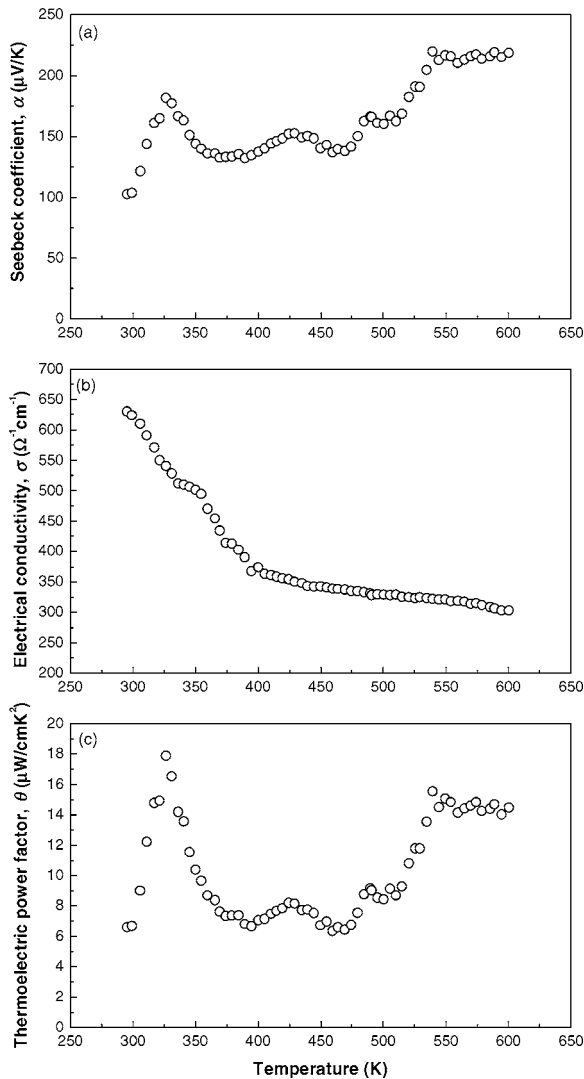 (a)
250
200
150
100
50
0
Seebeck coefficient, α (μV/K)
250 300 350 400 450 500 550 600 650
(b)
700
650
600
550
500
450
400
350
300
250
200
Electrical conductivity, σ (Ω⁻¹cm⁻¹)
250 300 350 400 450 500 550 600 650
(c)
20
18
16
14
12
10
8
6
4
2
0
Thermoelectric power factor, θ (μW/cmK²)
250 300 350 400 450 500 550 600 650
Temperature (K)